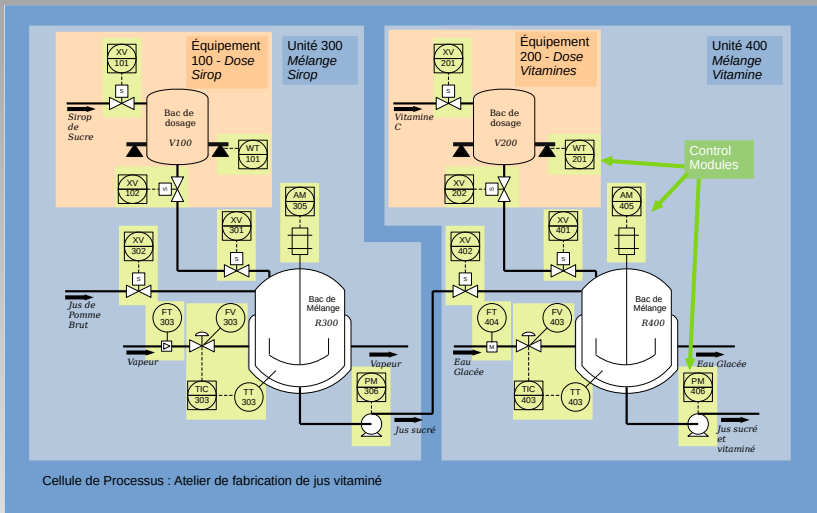 XV
101
S
Sirop
de
Sucre
Bac de
dosage
V100
WT
101
XV
102
S
Équipement
100 - Dose
Sirop
Unité 300
Mélange
Sirop
XV
301
S
AM
305
XV
302
S
Jus de
Pomme
Brut
FT
303
FV
303
Vapeur
Bac de
Mélange
R300
Vapeur
TIC
303
TT
303
PM
306
Jus sucré
XV
201
S
Vitamine
C
Bac de
dosage
V200
WT
201
XV
202
S
Équipement
200 - Dose
Vitamines
Unité 400
Mélange
Vitamine
Control
Modules
XV
401
S
AM
405
XV
402
S
FT
404
M
FV
403
Eau
Glacée
Bac de
Mélange
R400
Eau Glacée
TIC
403
TT
403
PM
406
Jus sucré
et
vitaminé
Cellule de Processus : Atelier de fabrication de jus vitaminé